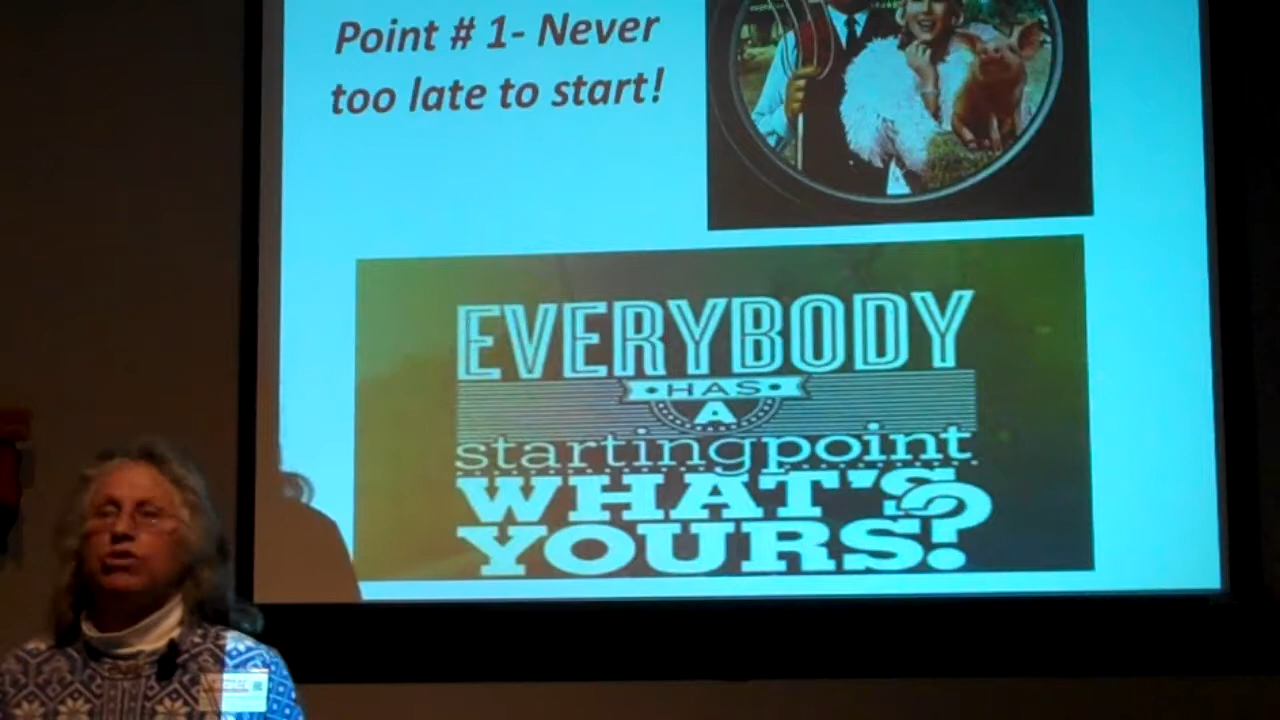 Point # 1- Never
too late to start!
EVERYBODY
HAS
A
startingpoint
WHAT'S
YOURS?